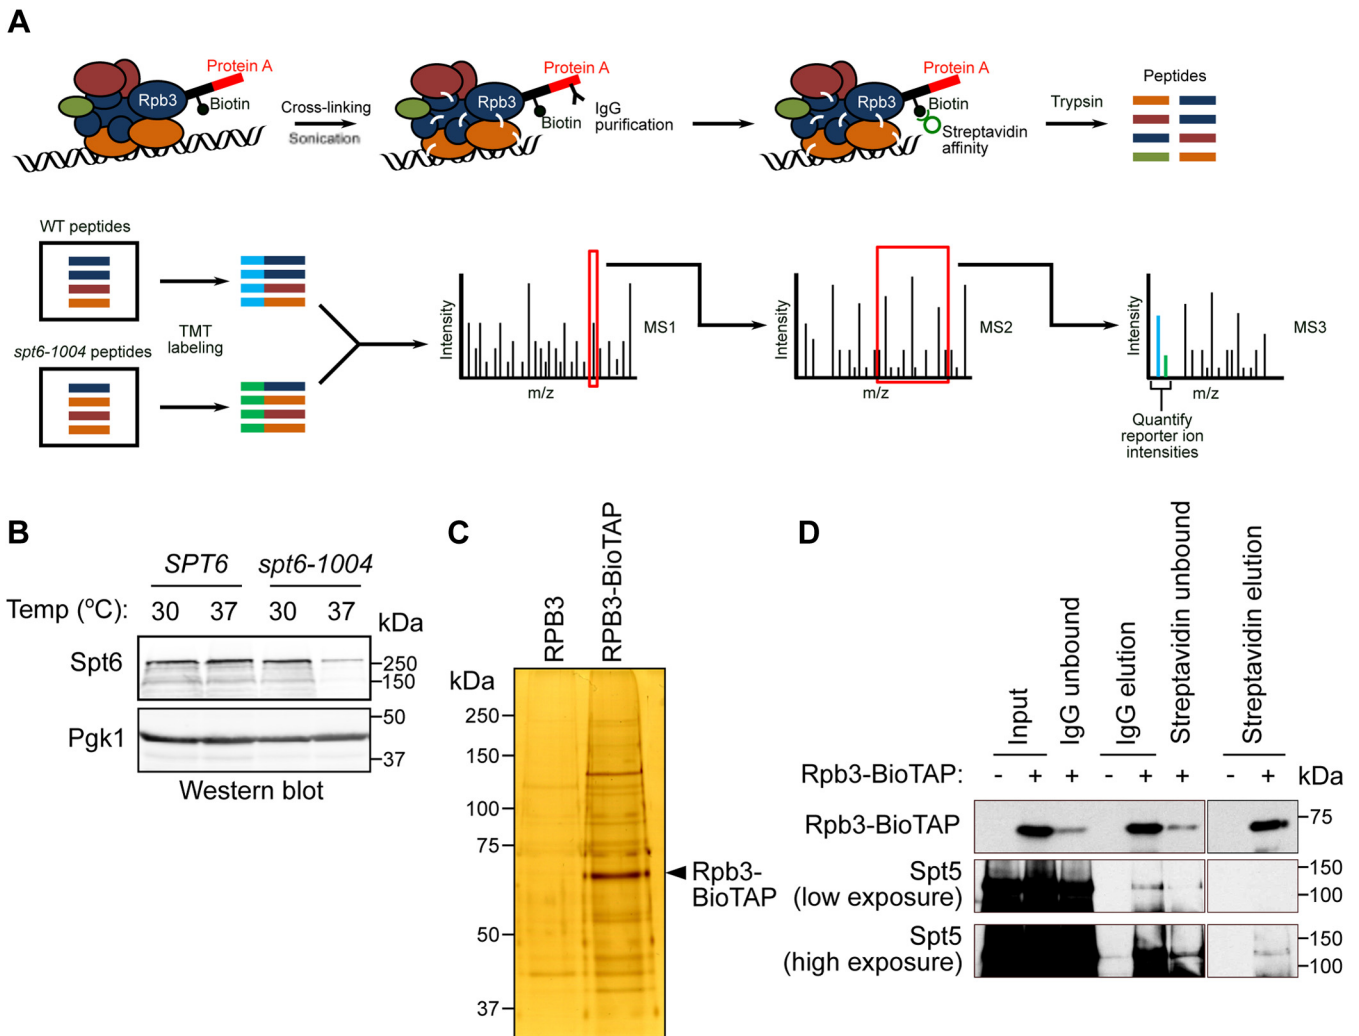 A
Protein A
Rpb3
Biotin
Cross-linking
Sonication
Protein A
Rpb3
Biotin
IgG
purification
Protein A
Rpb3
Biotin
Streptavidin
affinity
Trypsin
Peptides
WT peptides
spt6-1004 peptides
TMT
labeling
Intensity
m/z
MS1
Intensity
m/z
MS2
Intensity
m/z
MS3
Quantify
reporter ion
intensities
B
SPT6 spt6-1004
Temp (ºC): 30 37 30 37 kDa
Spt6
250
150
Pgk1
50
37
Western blot
C
RPB3
RPB3-BioTAP
kDa
250
150
100
75
50
37
Rpb3-
BioTAP
D
Input
IgG unbound
IgG elution
Streptavidin unbound
Streptavidin elution
Rpb3-BioTAP: - + + - + + - + kDa
Rpb3-BioTAP
75
Spt5
(low exposure)
150
100
Spt5
(high exposure)
150
100